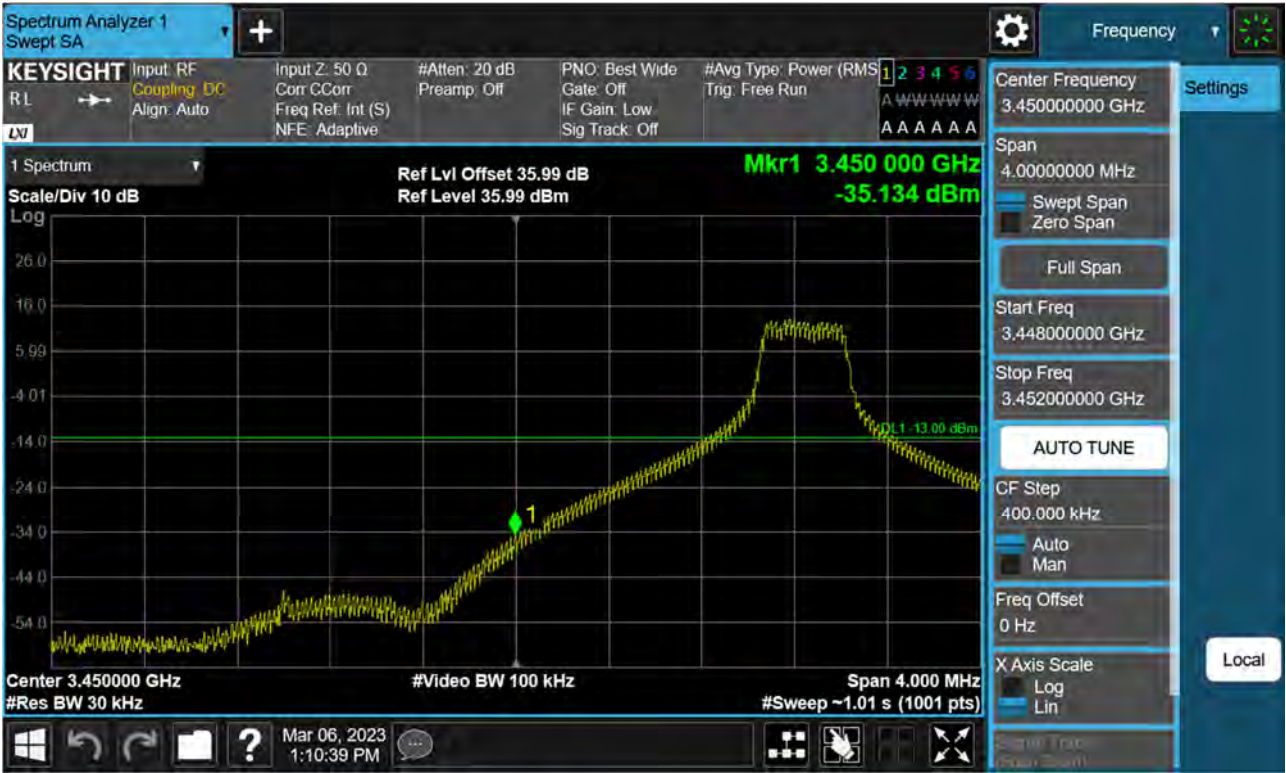 Spectrum Analyzer 1
Swept SA
+
Frequency
KEYSIGHT
R L
LXI
Input: RF
Coupling: DC
Align: Auto
Input Z: 50 Ω
Corr CCorr
Freq Ref: Int (S)
NFE: Adaptive
#Atten: 20 dB
Preamp: Off
PNO: Best Wide
Gate: Off
IF Gain: Low
Sig Track: Off
#Avg Type: Power (RMS
Trig: Free Run
1 2 3 4 5 6
A W W W W W
A A A A A A
1 Spectrum
Scale/Div 10 dB
Log
Ref Lvl Offset 35.99 dB
Ref Level 35.99 dBm
Mkr1 3.450 000 GHz
-35.134 dBm
26.0
16.0
5.99
-4.01
-14.0
-24.0
-34.0
-44.0
-54.0
DL1 -13.00 dBm
1
Center 3.450000 GHz
#Res BW 30 kHz
#Video BW 100 kHz
Span 4.000 MHz
#Sweep ~1.01 s (1001 pts)
Center Frequency
3.450000000 GHz
Settings
Span
4.00000000 MHz
Swept Span
Zero Span
Full Span
Start Freq
3.448000000 GHz
Stop Freq
3.452000000 GHz
AUTO TUNE
CF Step
400.000 kHz
Auto
Man
Freq Offset
0 Hz
X Axis Scale
Log
Lin
Local
?
Mar 06, 2023
1:10:39 PM